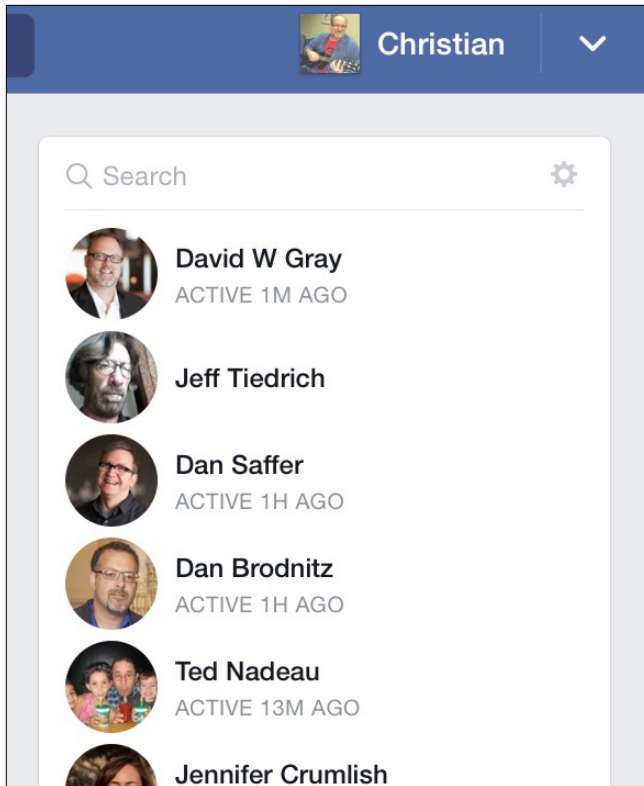 Christian
Search
David W Gray
ACTIVE 1M AGO
Jeff Tiedrich
Dan Saffer
ACTIVE 1H AGO
Dan Brodnitz
ACTIVE 1H AGO
Ted Nadeau
ACTIVE 13M AGO
Jennifer Crumlish